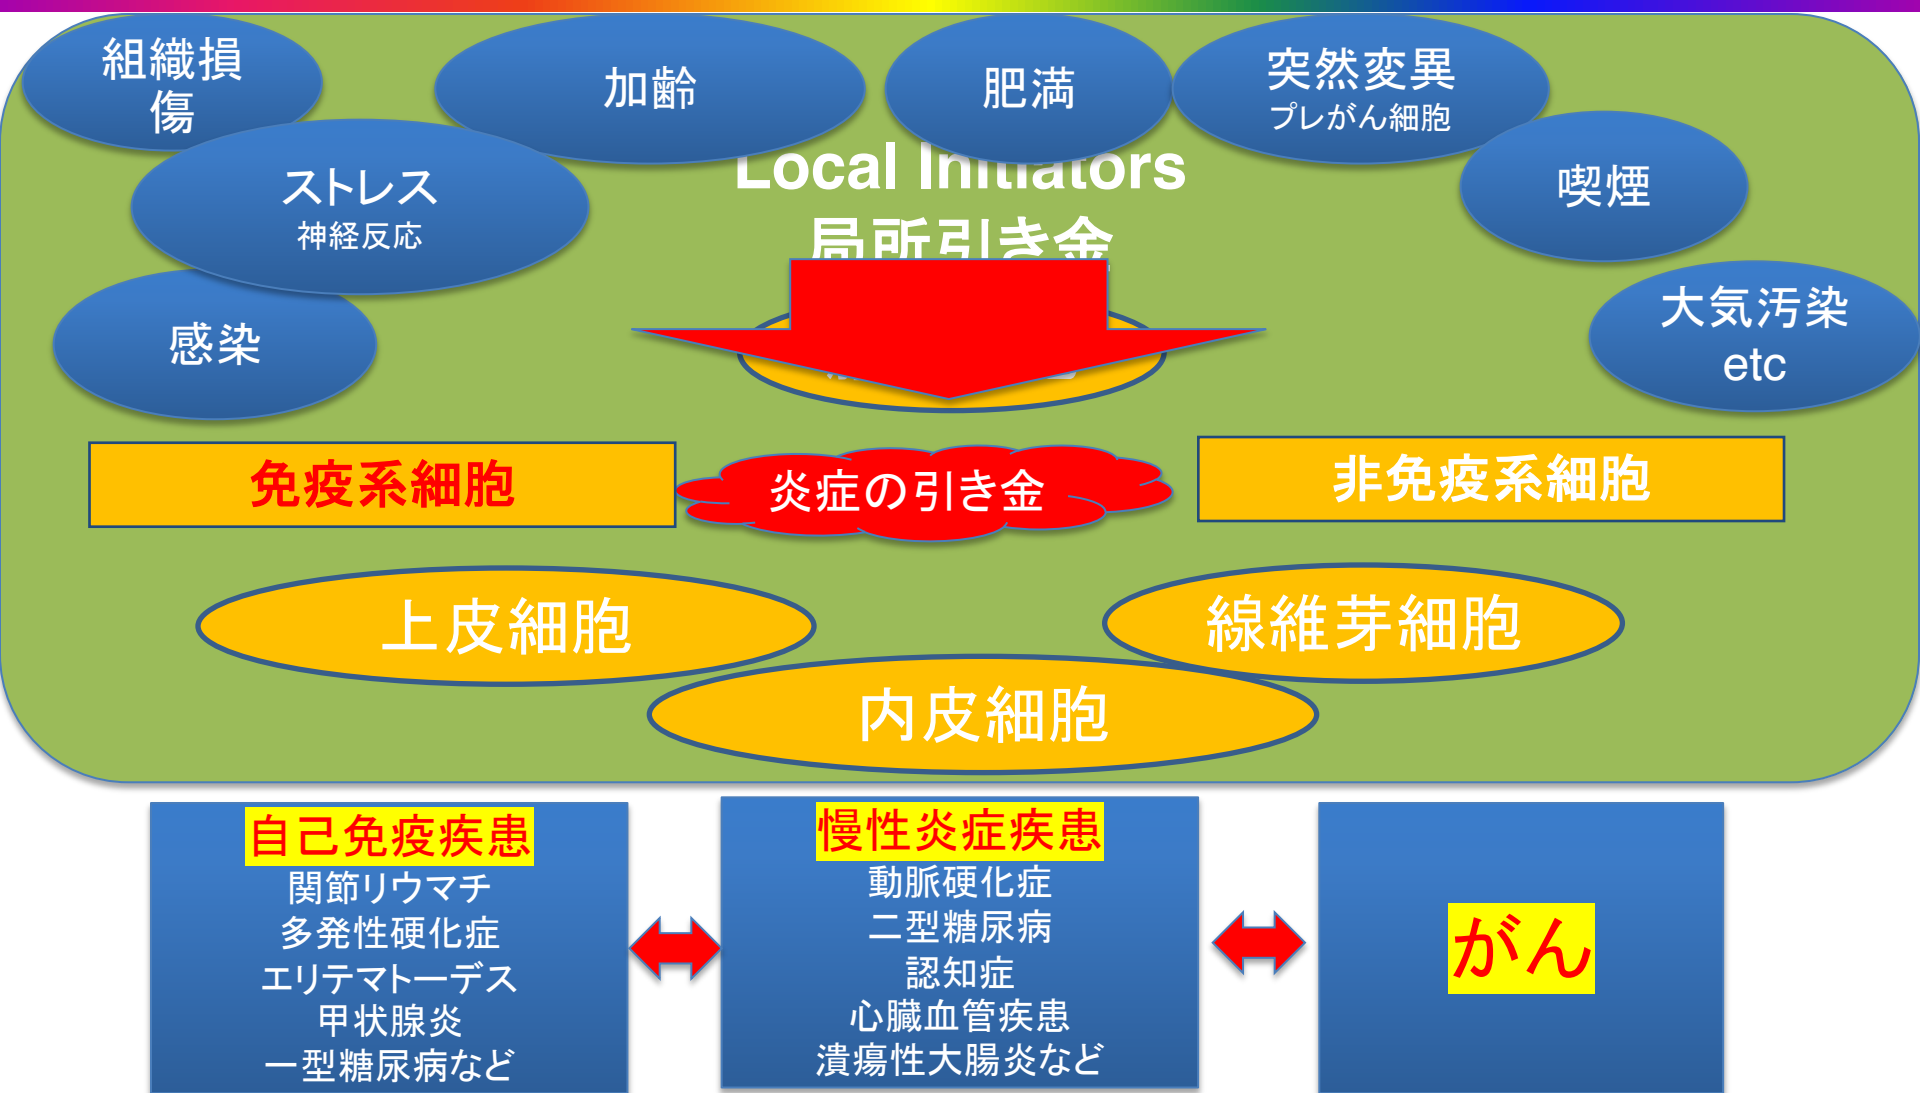 組織損
傷
加齢
肥満
突然変異
プレがん細胞
ストレス
神経反応
Local Initiators
局所引き金
喫煙
感染
大気汚染
etc
免疫系細胞
炎症の引き金
非免疫系細胞
上皮細胞
線維芽細胞
内皮細胞
自己免疫疾患
関節リウマチ
多発性硬化症
エリテマトーデス
甲状腺炎
一型糖尿病など
慢性炎症疾患
動脈硬化症
二型糖尿病
認知症
心臓血管疾患
潰瘍性大腸炎など
がん